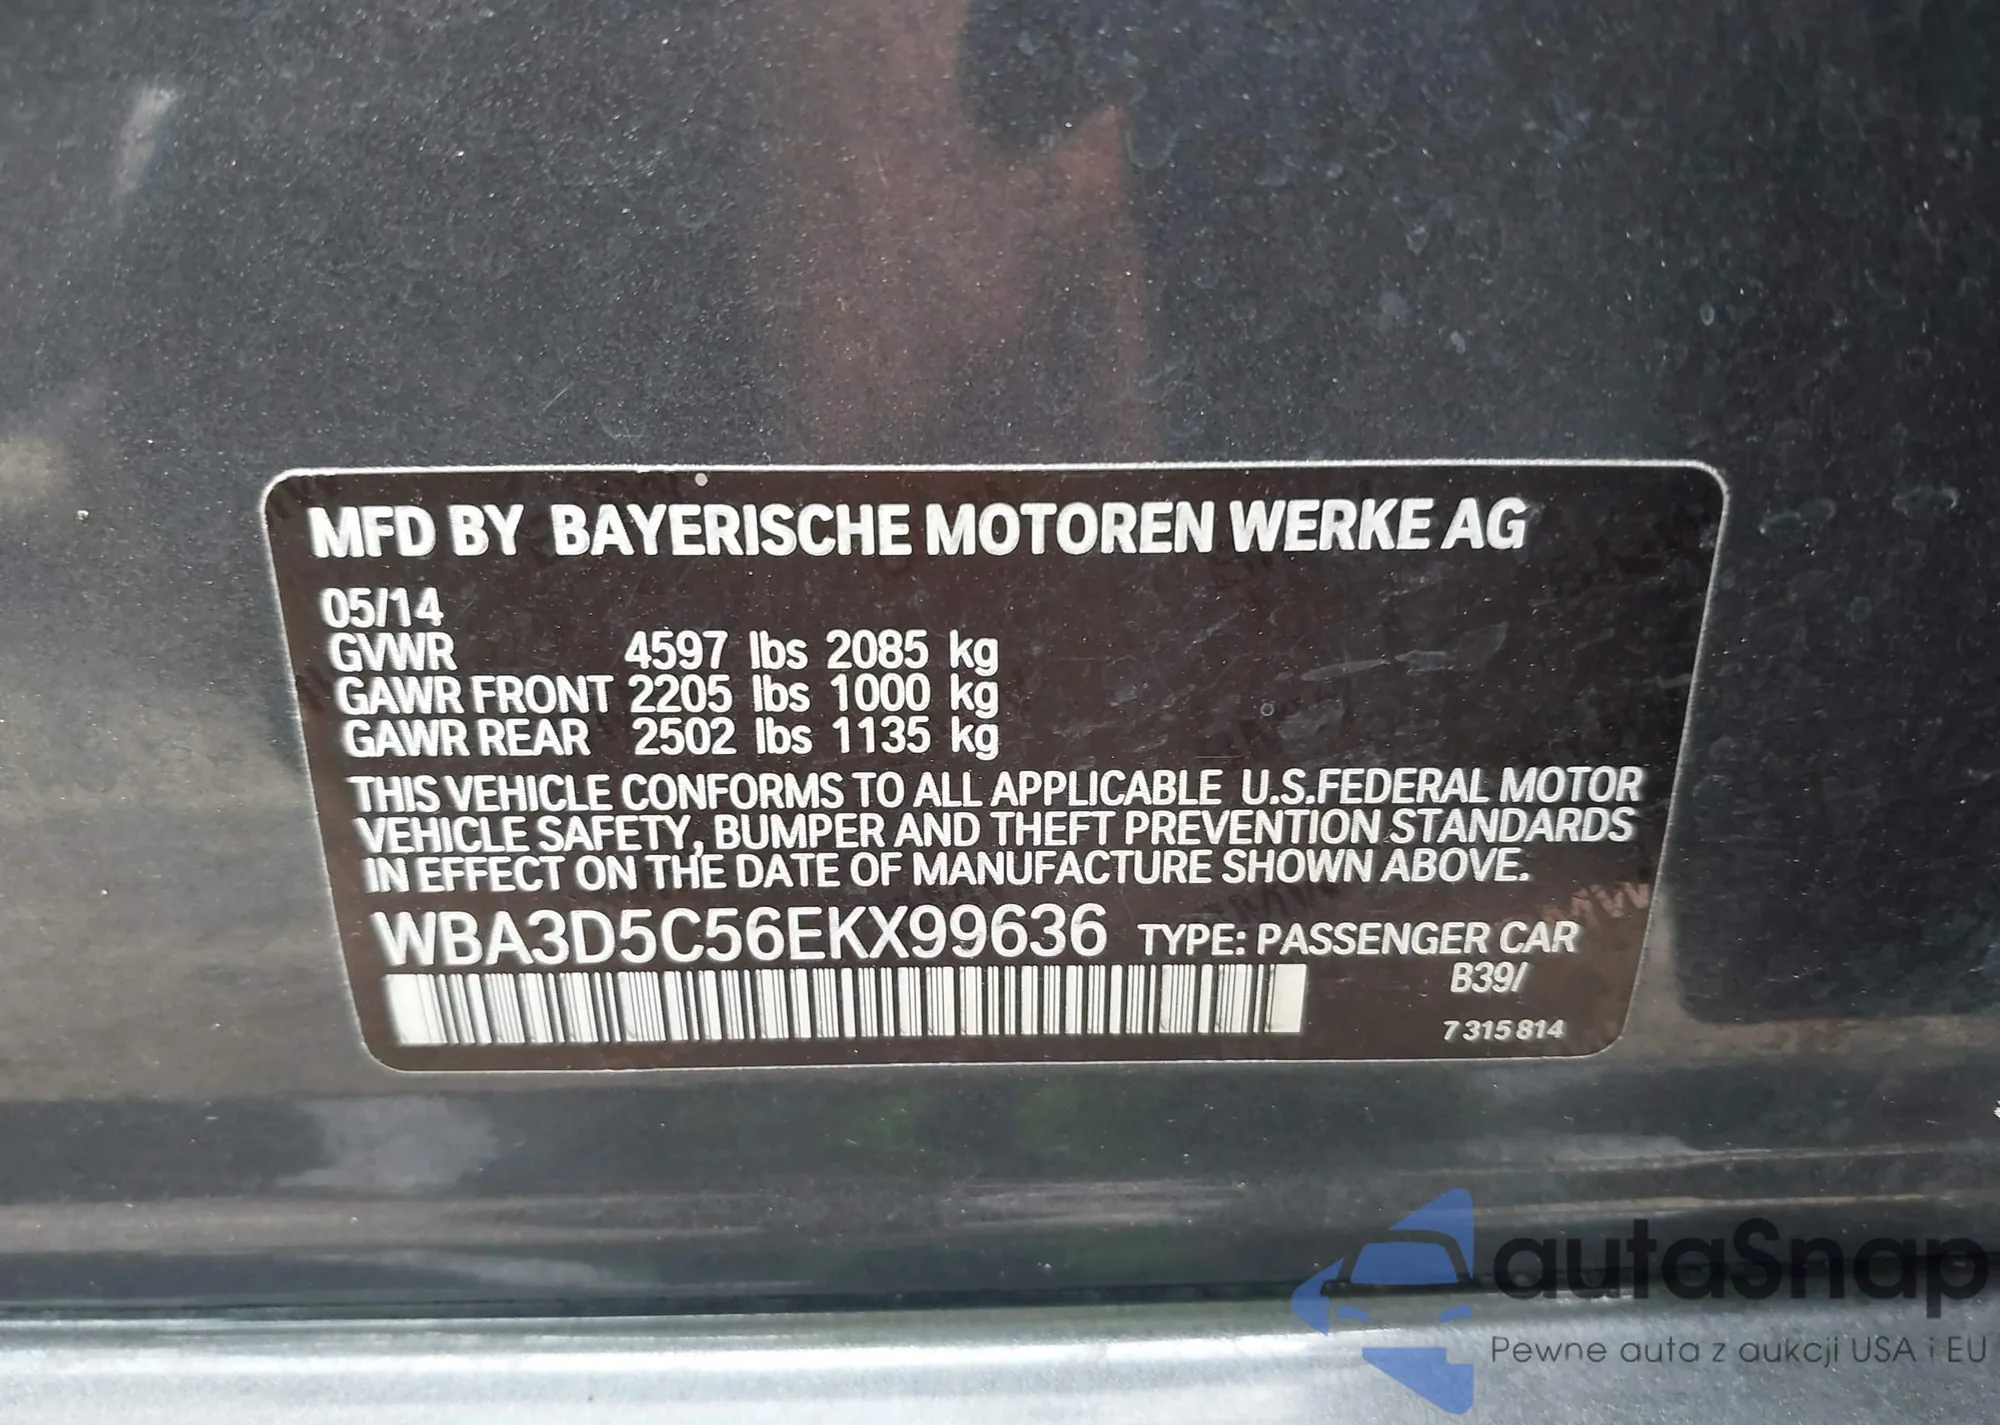 MFD BY BAYERISCHE MOTOREN WERKE AG
05/14
GVWR 4597 lbs 2085 kg
GAWR FRONT 2205 lbs 1000 kg
GAWR REAR 2502 lbs 1135 kg
THIS VEHICLE CONFORMS TO ALL APPLICABLE U.S.FEDERAL MOTOR
VEHICLE SAFETY, BUMPER AND THEFT PREVENTION STANDARDS
IN EFFECT ON THE DATE OF MANUFACTURE SHOWN ABOVE.
WBA3D5C56EKX99636 TYPE: PASSENGER CAR
B39/
7 315 814
autaSnap
Pewne auta z aukcji USA i EU